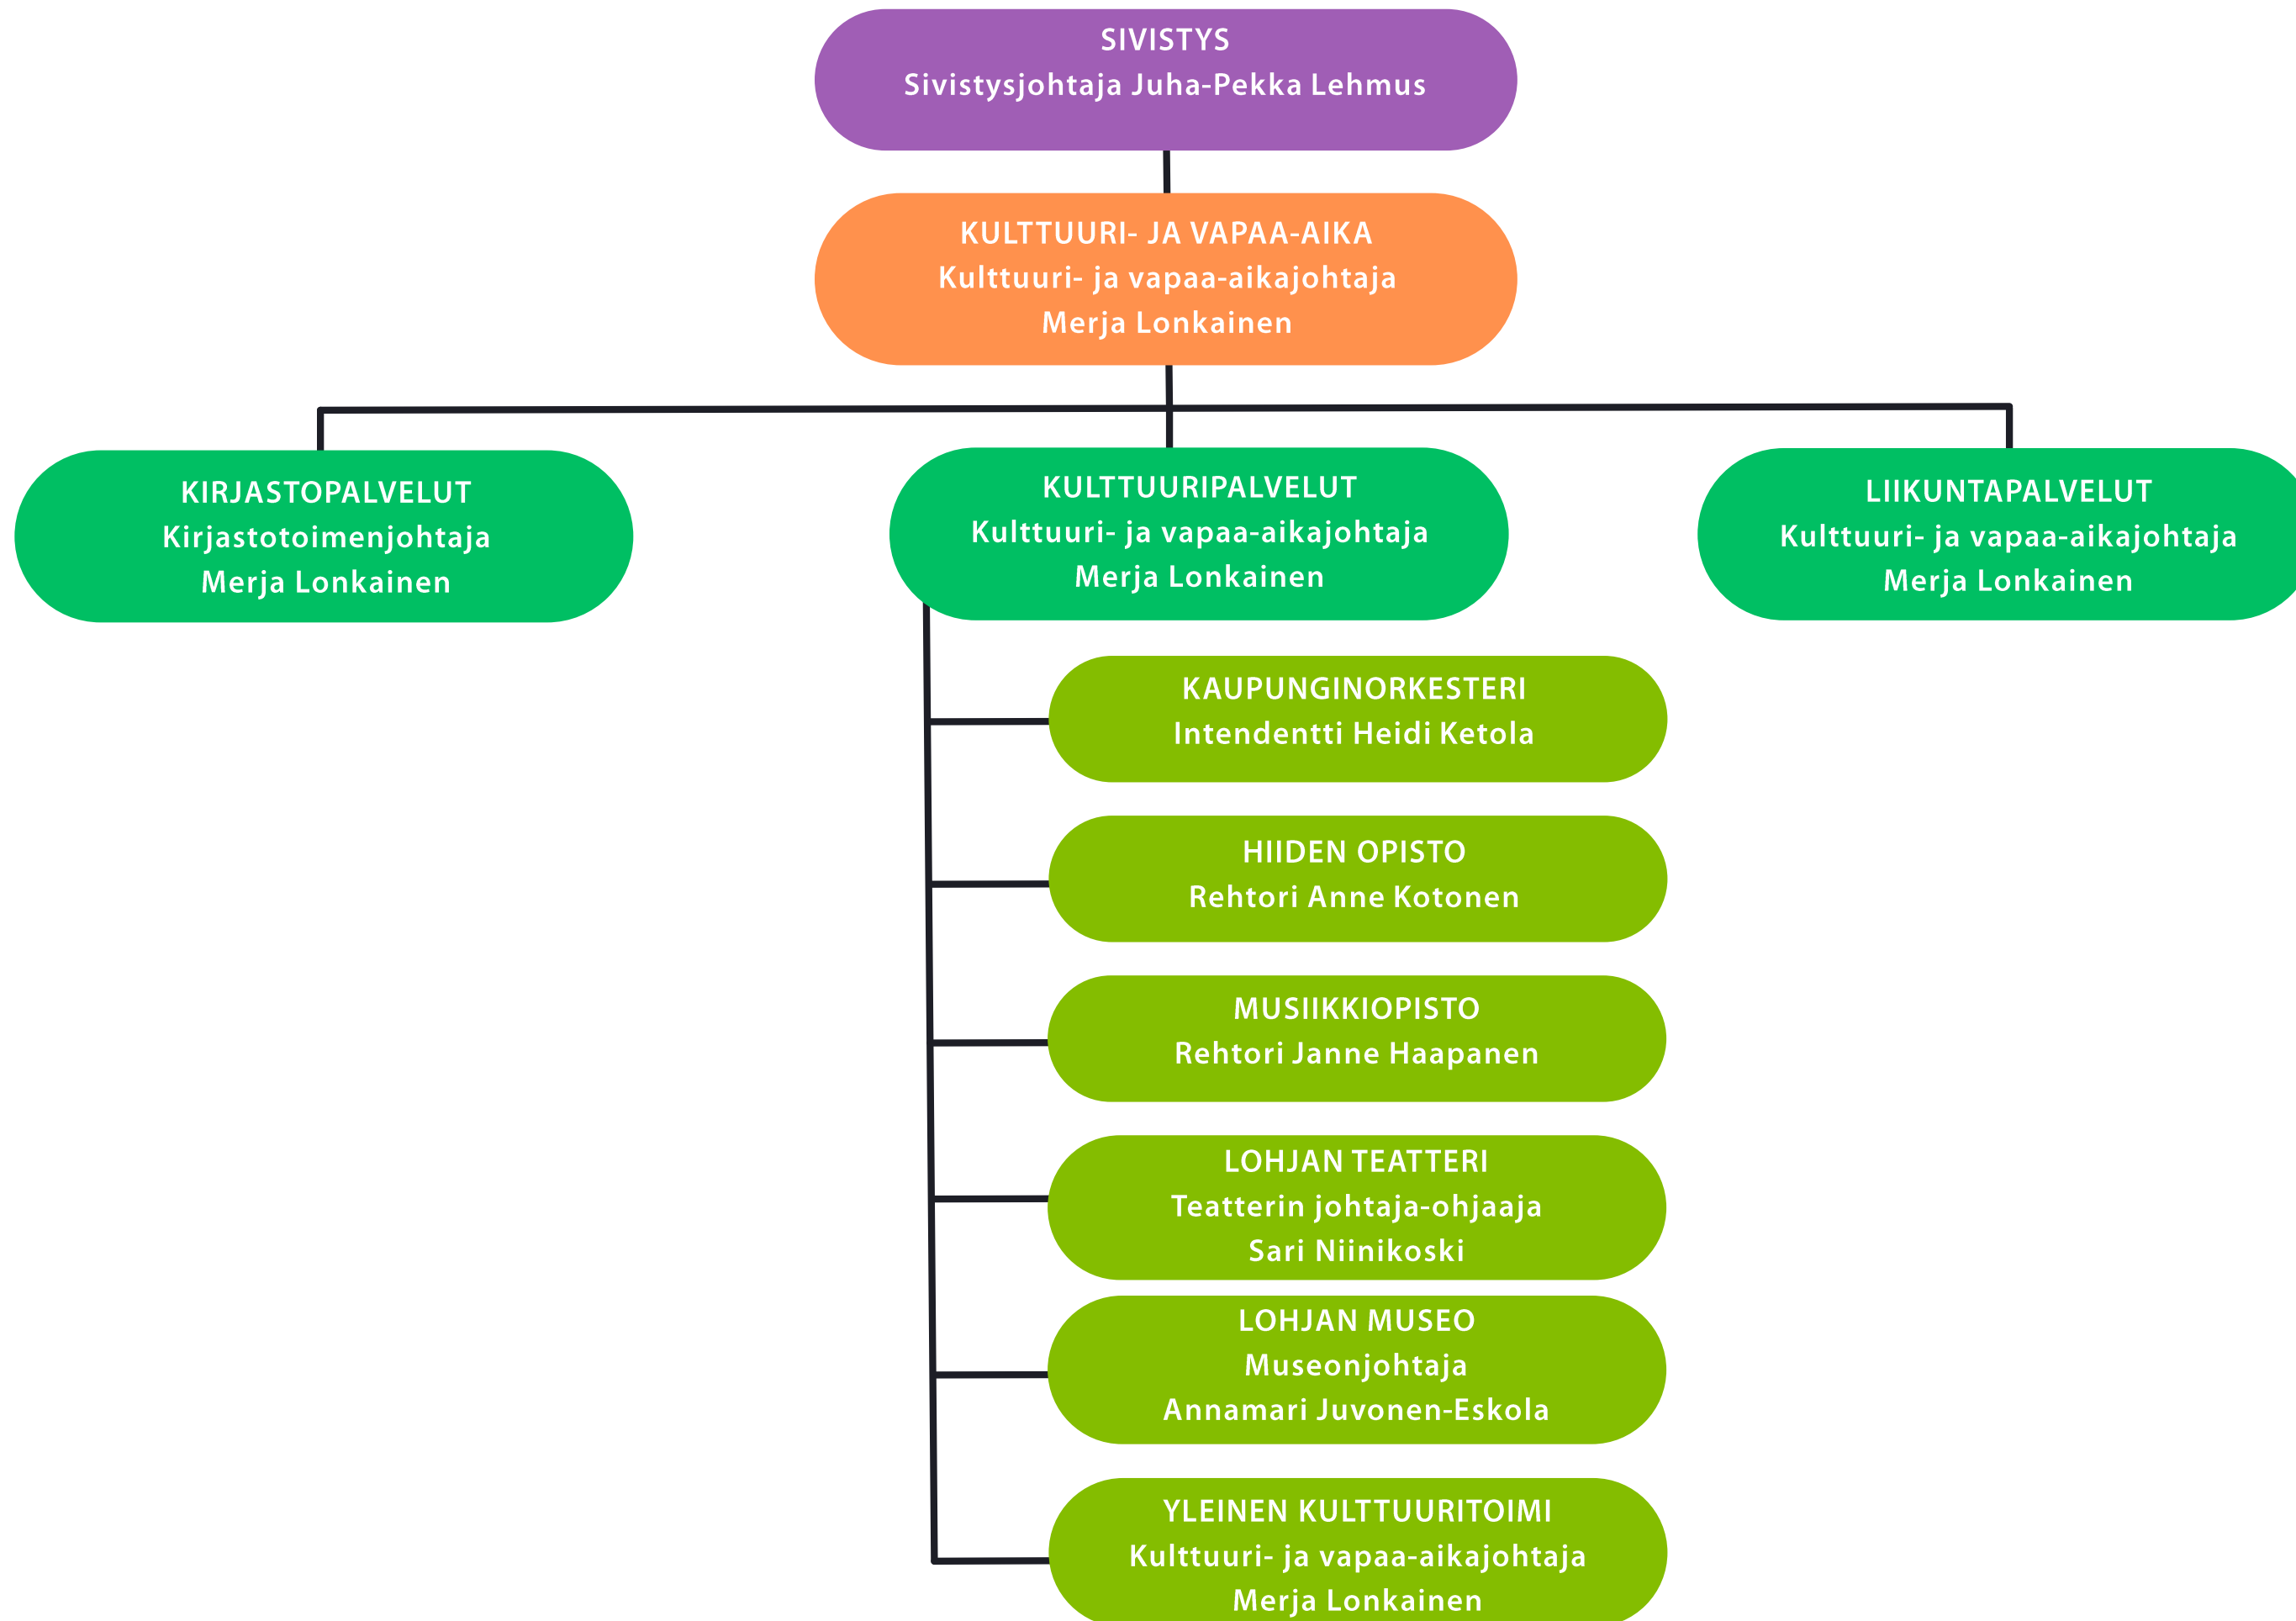 SIVISTYS
Sivistysjohtaja Juha-Pekka Lehmus
KULTTUURI- JA VAPAA-AIKA
Kulttuuri- ja vapaa-aikajohtaja
Merja Lonkainen
KIRJASTOPALVELUT
Kirjastotoimenjohtaja
Merja Lonkainen
KULTTUURIPALVELUT
Kulttuuri- ja vapaa-aikajohtaja
Merja Lonkainen
LIIKUNTAPALVELUT
Kulttuuri- ja vapaa-aikajohtaja
Merja Lonkainen
KAUPUNGINORKESTERI
Intendentti Heidi Ketola
HIIDEN OPISTO
Rehtori Anne Kotonen
MUSIIKKIOPISTO
Rehtori Janne Haapanen
LOHJAN TEATTERI
Teatterin johtaja-ohjaaja
Sari Niinikoski
LOHJAN MUSEO
Museonjohtaja
Annamari Juvonen-Eskola
YLEINEN KULTTUURITOIMI
Kulttuuri- ja vapaa-aikajohtaja
Merja Lonkainen